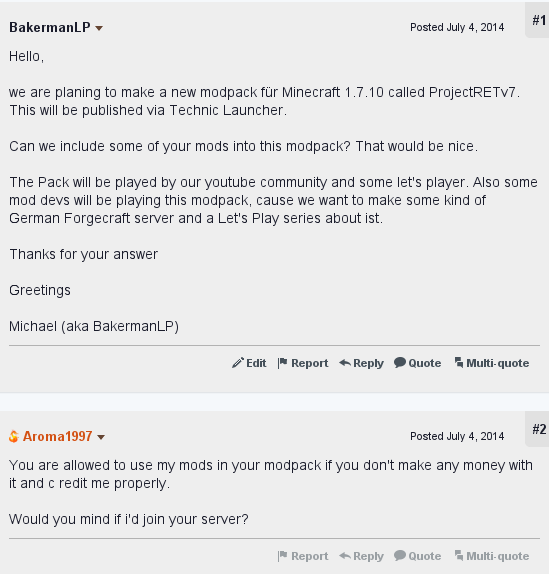 BakermanLP
Posted July 4, 2014
#1
Hello,
we are planing to make a new modpack für Minecraft 1.7.10 called ProjectRETv7.
This will be published via Technic Launcher.
Can we include some of your mods into this modpack? That would be nice.
The Pack will be played by our youtube community and some let's player. Also some
mod devs will be playing this modpack, cause we want to make some kind of
German Forgecraft server and a Let's Play series about ist.
Thanks for your answer
Greetings
Michael (aka BakermanLP)
Edit Report Reply Quote Multi-quote
Aroma1997
Posted July 4, 2014
#2
You are allowed to use my mods in your modpack if you don't make any money with
it and c redit me properly.
Would you mind if i'd join your server?
Report Reply Quote Multi-quote